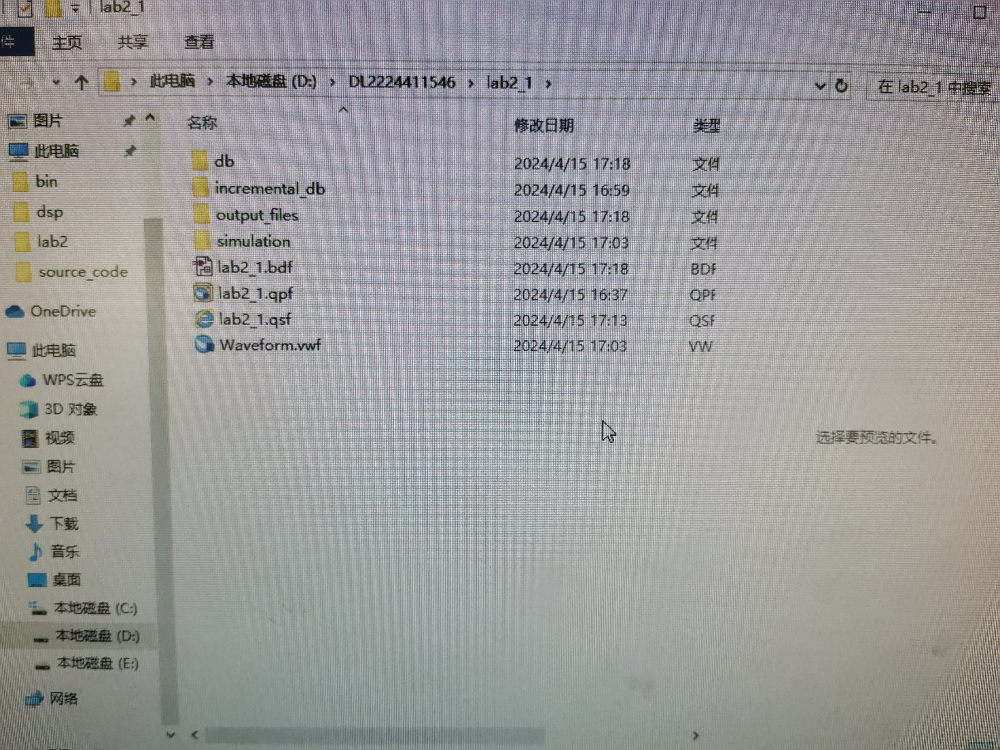 lab2_1
件 主页 共享 查看
此电脑 › 本地磁盘 (D:) › DL2224411546 › lab2_1 ›
在 lab2_1 中搜索
图片
此电脑
bin
dsp
lab2
source_code
OneDrive
此电脑
WPS云盘
3D 对象
视频
图片
文档
下载
音乐
桌面
本地磁盘 (C:)
本地磁盘 (D:)
本地磁盘 (E:)
网络
名称 修改日期 类型
db 2024/4/15 17:18 文件
incremental_db 2024/4/15 16:59 文件
output_files 2024/4/15 17:18 文件
simulation 2024/4/15 17:03 文件
lab2_1.bdf 2024/4/15 17:18 BDF
lab2_1.qpf 2024/4/15 16:37 QPF
lab2_1.qsf 2024/4/15 17:13 QSF
Waveform.vwf 2024/4/15 17:03 VW
选择要预览的文件。